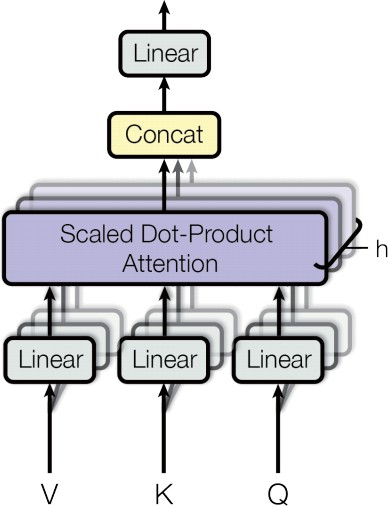 Linear
Concat
Scaled Dot-Product
Attention
h
Linear
Linear
Linear
V
K
Q